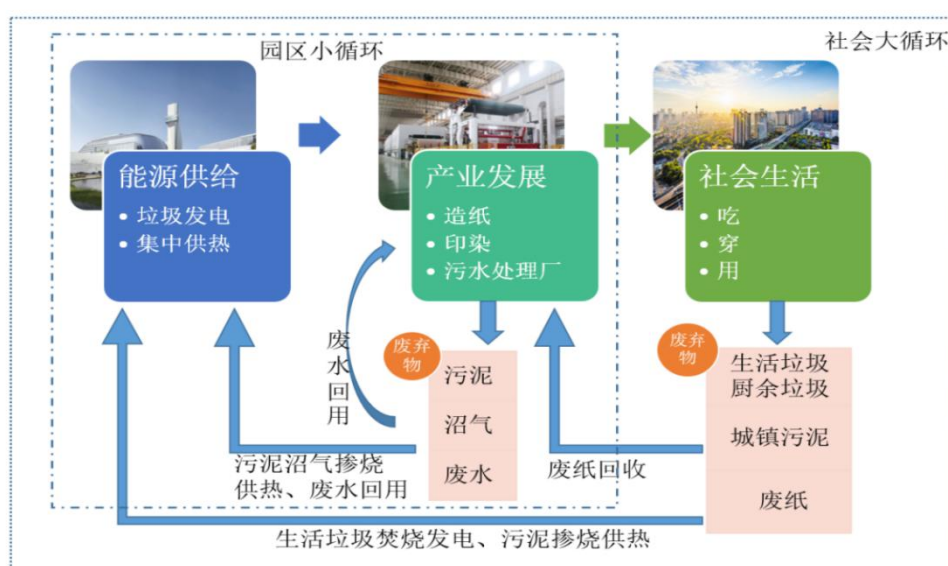 园区小循环
社会大循环
能源供给
• 垃圾发电
• 集中供热
产业发展
• 造纸
• 印染
• 污水处理厂
社会生活
• 吃
• 穿
• 用
废水回用
废弃
物
污泥
沼气
废水
废弃
物
生活垃圾
厨余垃圾
城镇污泥
废纸
污泥沼气掺烧
供热、废水回用
废纸回收
生活垃圾焚烧发电、污泥掺烧供热